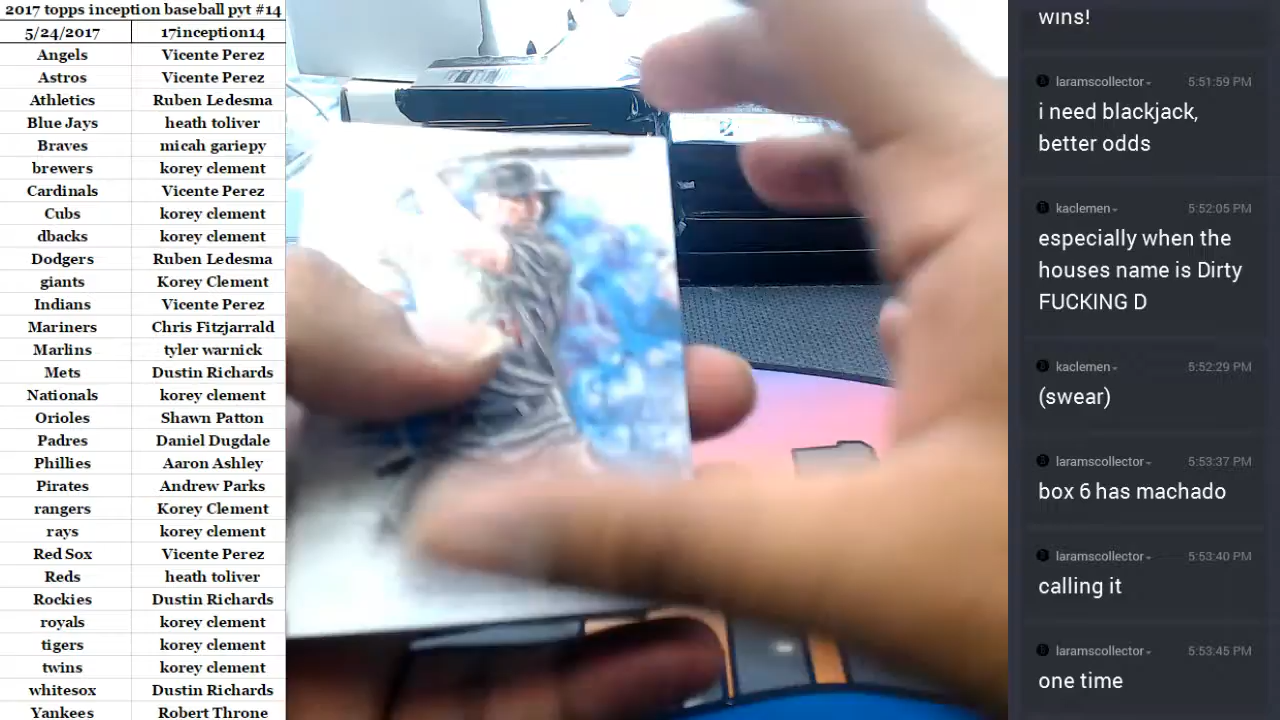 2017 topps inception baseball pyt #14
5/24/2017 17inception14
Angels Vicente Perez
Astros Vicente Perez
Athletics Ruben Ledesma
Blue Jays heath toliver
Braves micah gariepy
brewers korey clement
Cardinals Vicente Perez
Cubs korey clement
dbacks korey clement
Dodgers Ruben Ledesma
giants Korey Clement
Indians Vicente Perez
Mariners Chris Fitzjarrald
Marlins tyler warnick
Mets Dustin Richards
Nationals korey clement
Orioles Shawn Patton
Padres Daniel Dugdale
Phillies Aaron Ashley
Pirates Andrew Parks
rangers Korey Clement
rays korey clement
Red Sox Vicente Perez
Reds heath toliver
Rockies Dustin Richards
royals korey clement
tigers korey clement
twins korey clement
whitesox Dustin Richards
Yankees Robert Throne
wins!
laramscollector 5:51:59 PM
i need blackjack,
better odds
kaclemen 5:52:05 PM
especially when the
houses name is Dirty
FUCKING D
kaclemen 5:52:29 PM
(swear)
laramscollector 5:53:37 PM
box 6 has machado
laramscollector 5:53:40 PM
calling it
laramscollector 5:53:45 PM
one time